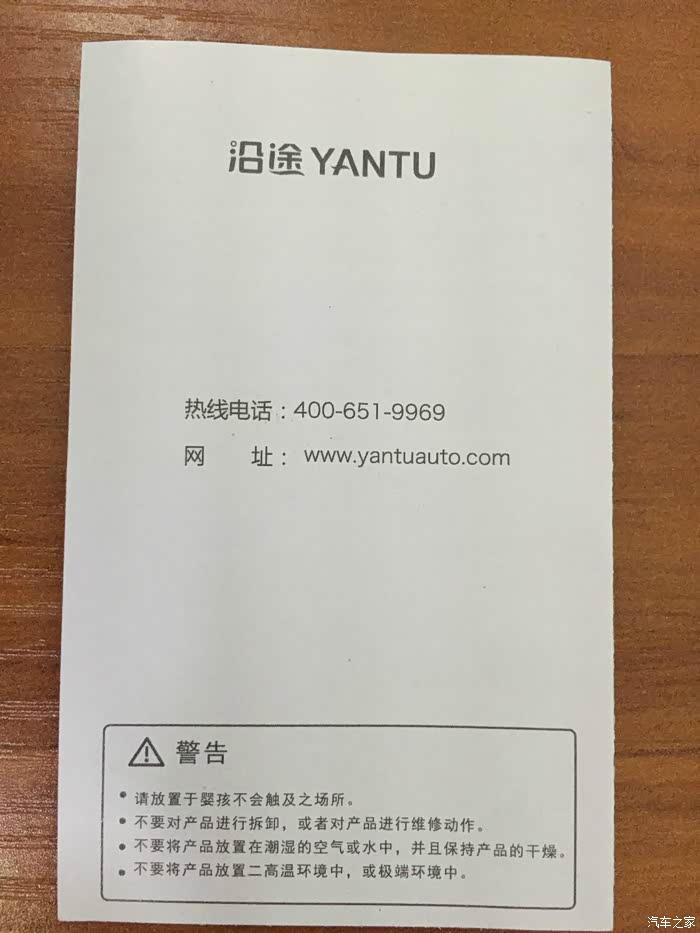 沿途YANTU
热线电话：400-651-9969
网 址： www.yantuauto.com
警告
• 请放置于婴孩不会触及之场所。
• 不要对产品进行拆卸，或者对产品进行维修动作。
• 不要将产品放置在潮湿的空气或水中，并且保持产品的干燥。
• 不要将产品放置二高温环境中，或极端环境中。
汽车之家